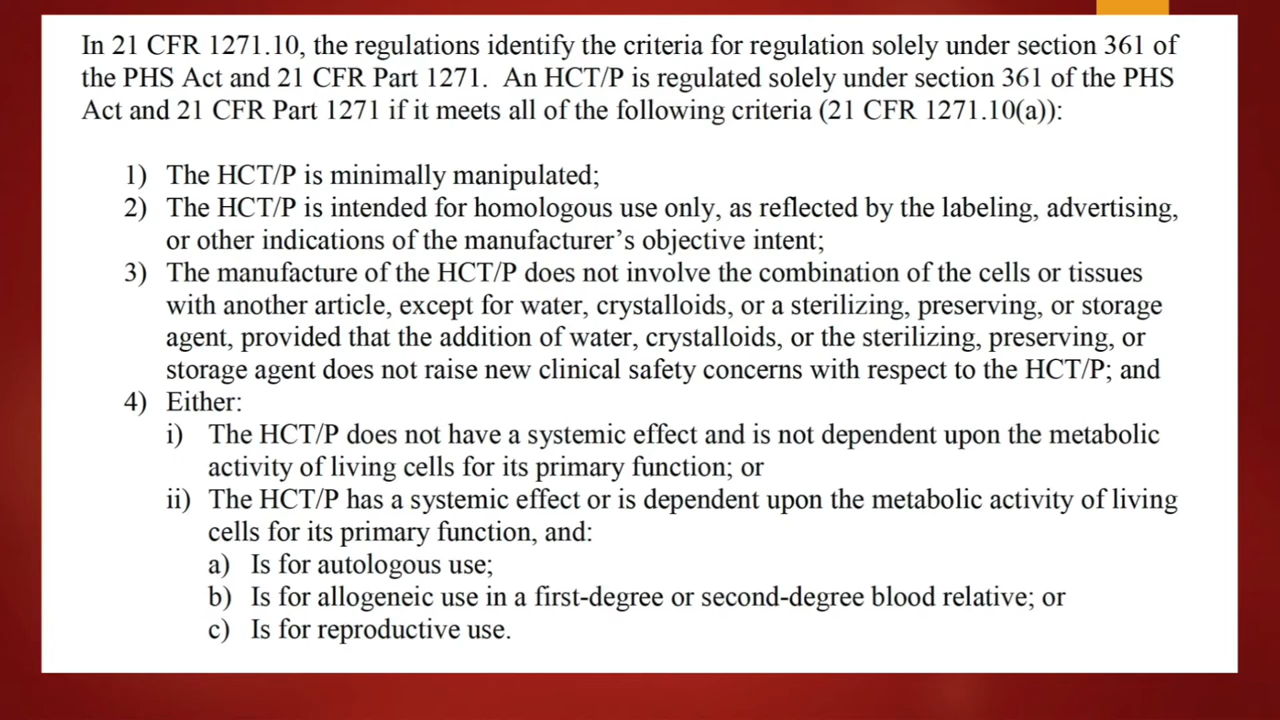 In 21 CFR 1271.10, the regulations identify the criteria for regulation solely under section 361 of
the PHS Act and 21 CFR Part 1271.  An HCT/P is regulated solely under section 361 of the PHS
Act and 21 CFR Part 1271 if it meets all of the following criteria (21 CFR 1271.10(a)):
1) The HCT/P is minimally manipulated;
2) The HCT/P is intended for homologous use only, as reflected by the labeling, advertising,
or other indications of the manufacturer’s objective intent;
3) The manufacture of the HCT/P does not involve the combination of the cells or tissues
with another article, except for water, crystalloids, or a sterilizing, preserving, or storage
agent, provided that the addition of water, crystalloids, or the sterilizing, preserving, or
storage agent does not raise new clinical safety concerns with respect to the HCT/P; and
4) Either:
i) The HCT/P does not have a systemic effect and is not dependent upon the metabolic
activity of living cells for its primary function; or
ii) The HCT/P has a systemic effect or is dependent upon the metabolic activity of living
cells for its primary function, and:
a) Is for autologous use;
b) Is for allogeneic use in a first-degree or second-degree blood relative; or
c) Is for reproductive use.